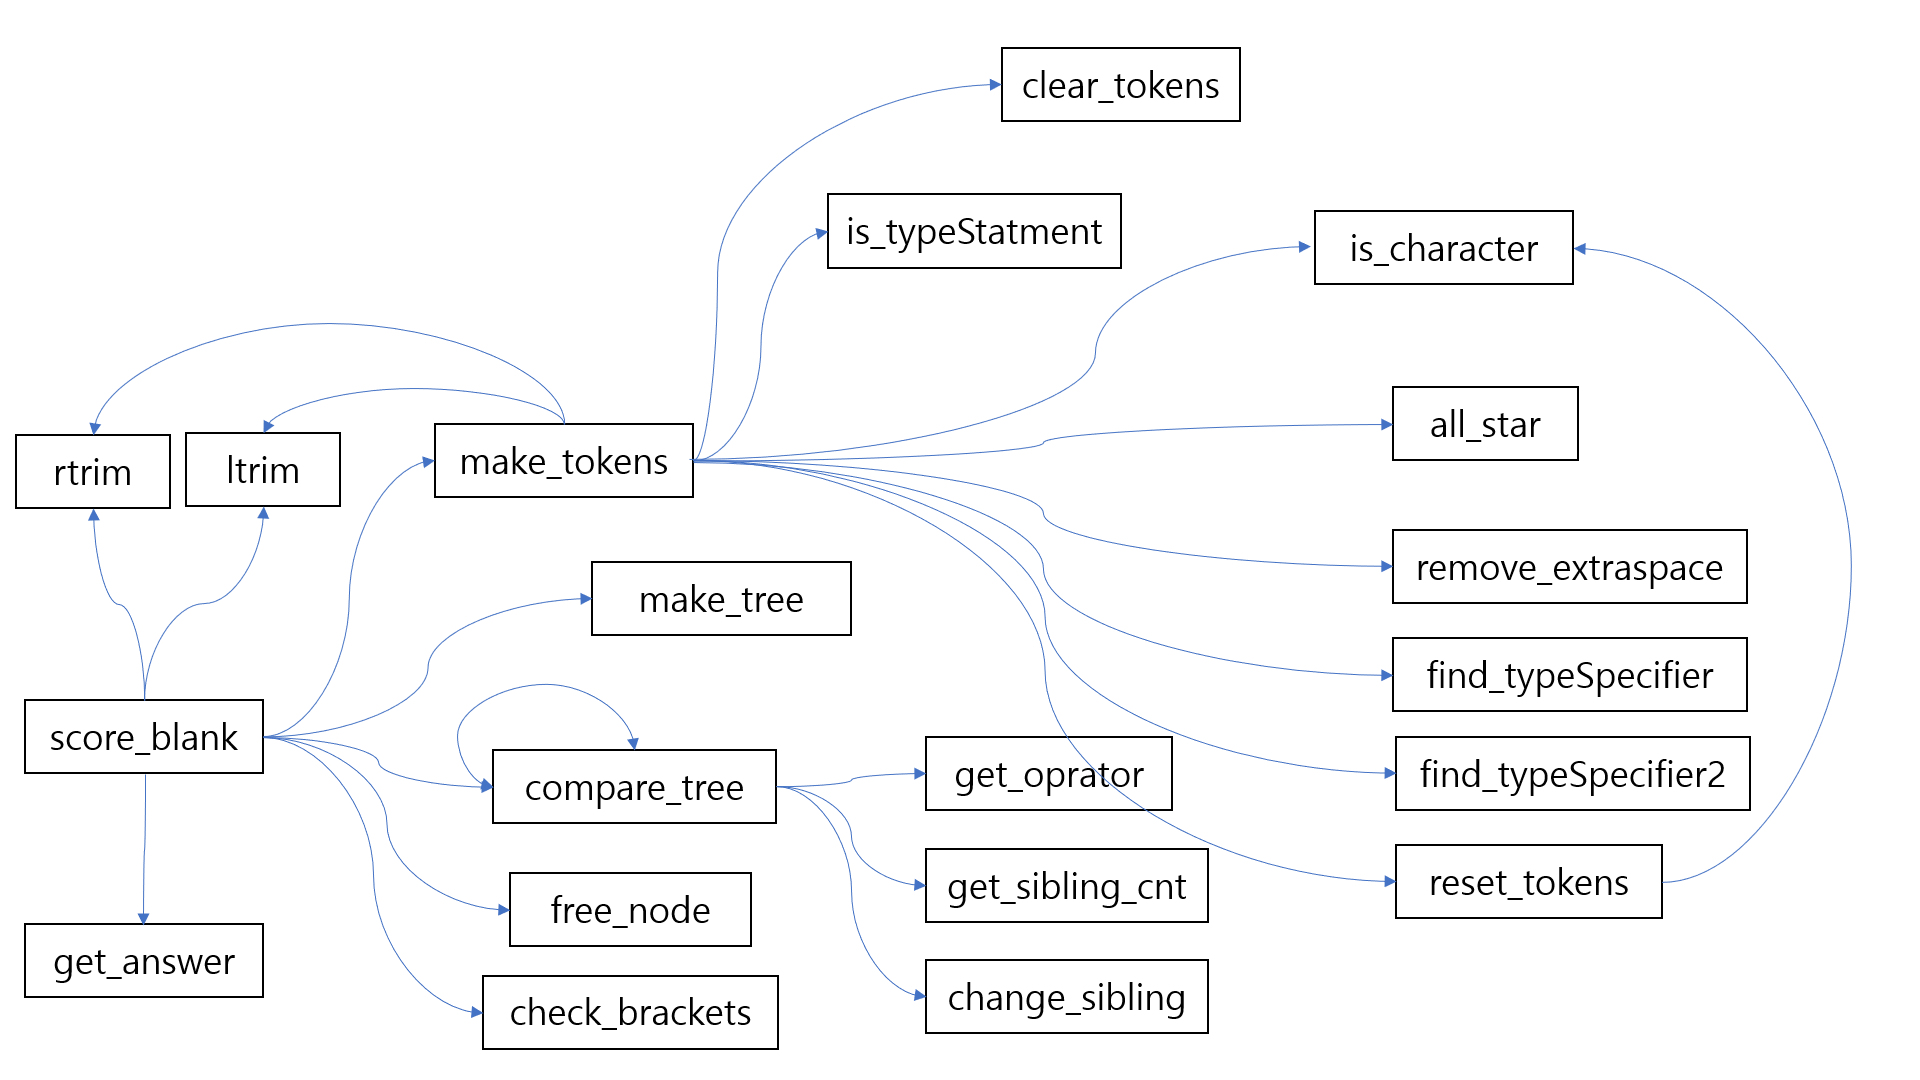 clear_tokens
is_typeStatment
is_character
all_star
rtrim
ltrim
make_tokens
remove_extraspace
make_tree
find_typeSpecifier
score_blank
compare_tree
get_oprator
find_typeSpecifier2
get_sibling_cnt
reset_tokens
free_node
get_answer
change_sibling
check_brackets